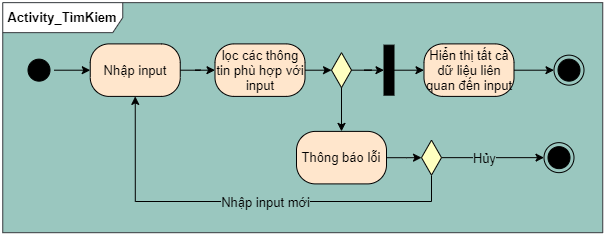 Activity_TìmKiem
Nhập input
lọc các thông
tin phù hợp với
input
Hiển thị tất cả
dữ liệu liên
quan đến input
Thông báo lỗi
Hủy
Nhập input mới